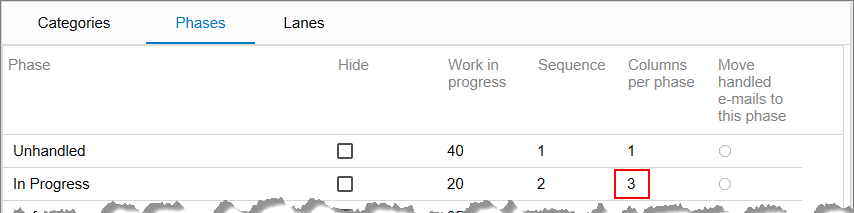 Categories Phases Lanes
Phase Hide Work in Sequence Columns Move
progress per phase handled
e-mails to
this phase
Unhandled 40 1 1
In Progress 20 2 3